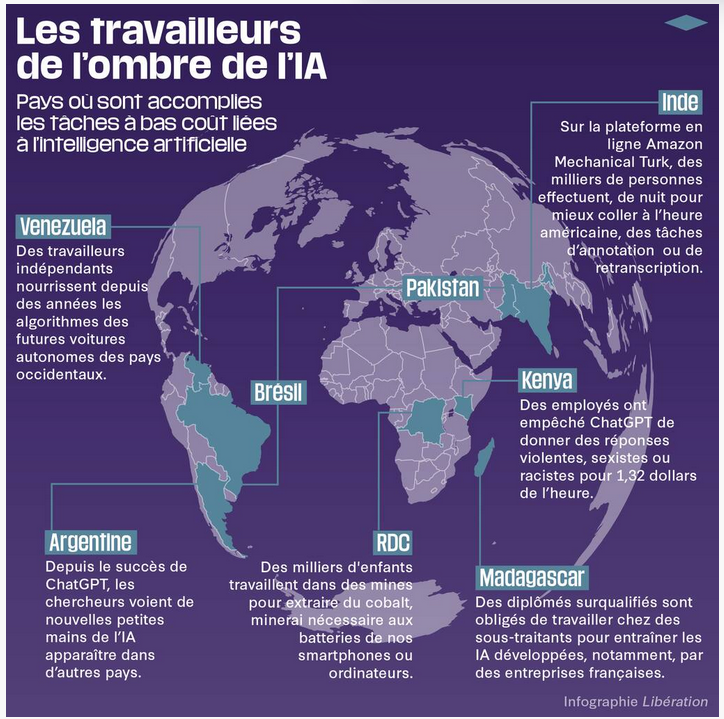 Les travailleurs
de l'ombre de l'IA
Pays où sont accomplies
les tâches à bas coût liées
à l'intelligence artificielle
Inde
Sur la plateforme en
ligne Amazon
Mechanical Turk, des
milliers de personnes
effectuent, de nuit pour
mieux coller à l'heure
américaine, des tâches
d'annotation ou de
retranscription.
Venezuela
Des travailleurs
indépendants
nourrissent depuis
des années les
algorithmes des
futures voitures
autonomes des pays
occidentaux.
Pakistan
Brésil
Kenya
Des employés ont
empêché ChatGPT de
donner des réponses
violentes, sexistes ou
racistes pour 1,32 dollars
de l'heure.
Argentine
Depuis le succès de
ChatGPT, les
chercheurs voient de
nouvelles petites
mains de l'IA
apparaître dans
d'autres pays.
RDC
Des milliers d'enfants
travaillent dans des mines
pour extraire du cobalt,
minerai nécessaire aux
batteries de nos
smartphones ou
ordinateurs.
Madagascar
Des diplômés surqualifiés sont
obligés de travailler chez des
sous-traitants pour entraîner les
IA développées, notamment, par
des entreprises françaises.
Infographie Libération